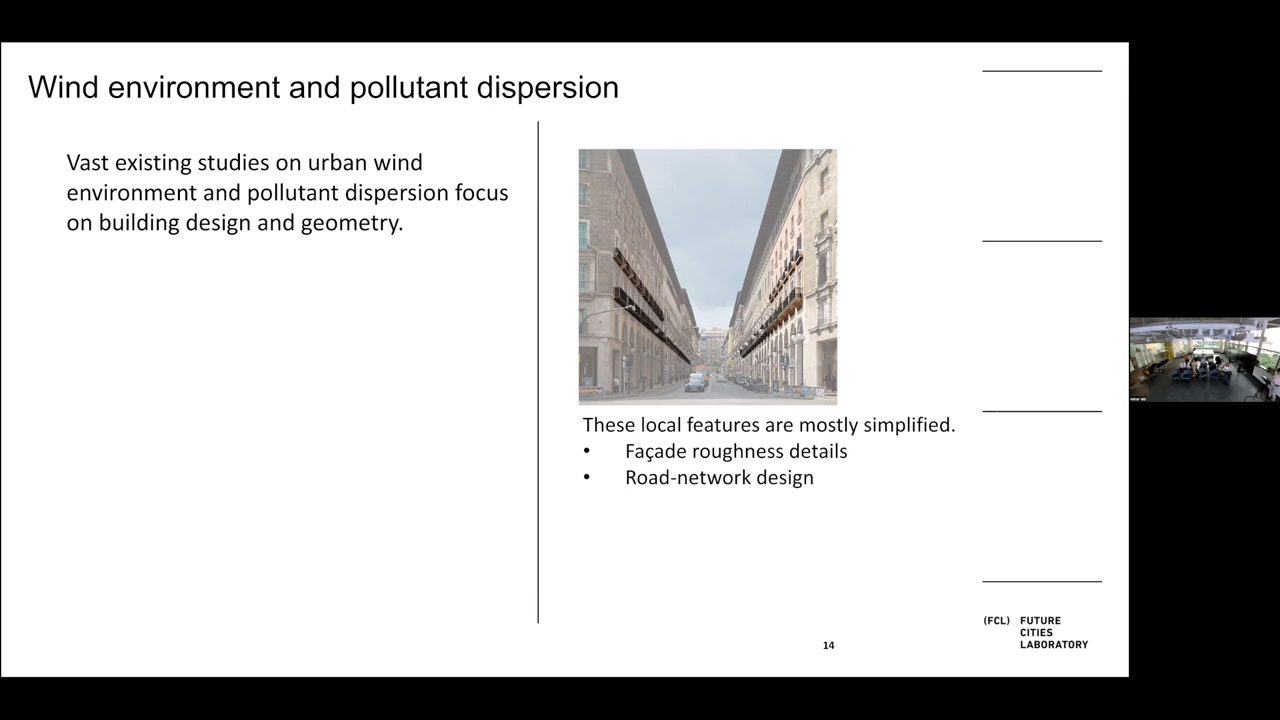 Wind environment and pollutant dispersion
Vast existing studies on urban wind
environment and pollutant dispersion focus
on building design and geometry.
These local features are mostly simplified.
• Façade roughness details
• Road-network design
14
(FCL) FUTURE
CITIES
LABORATORY